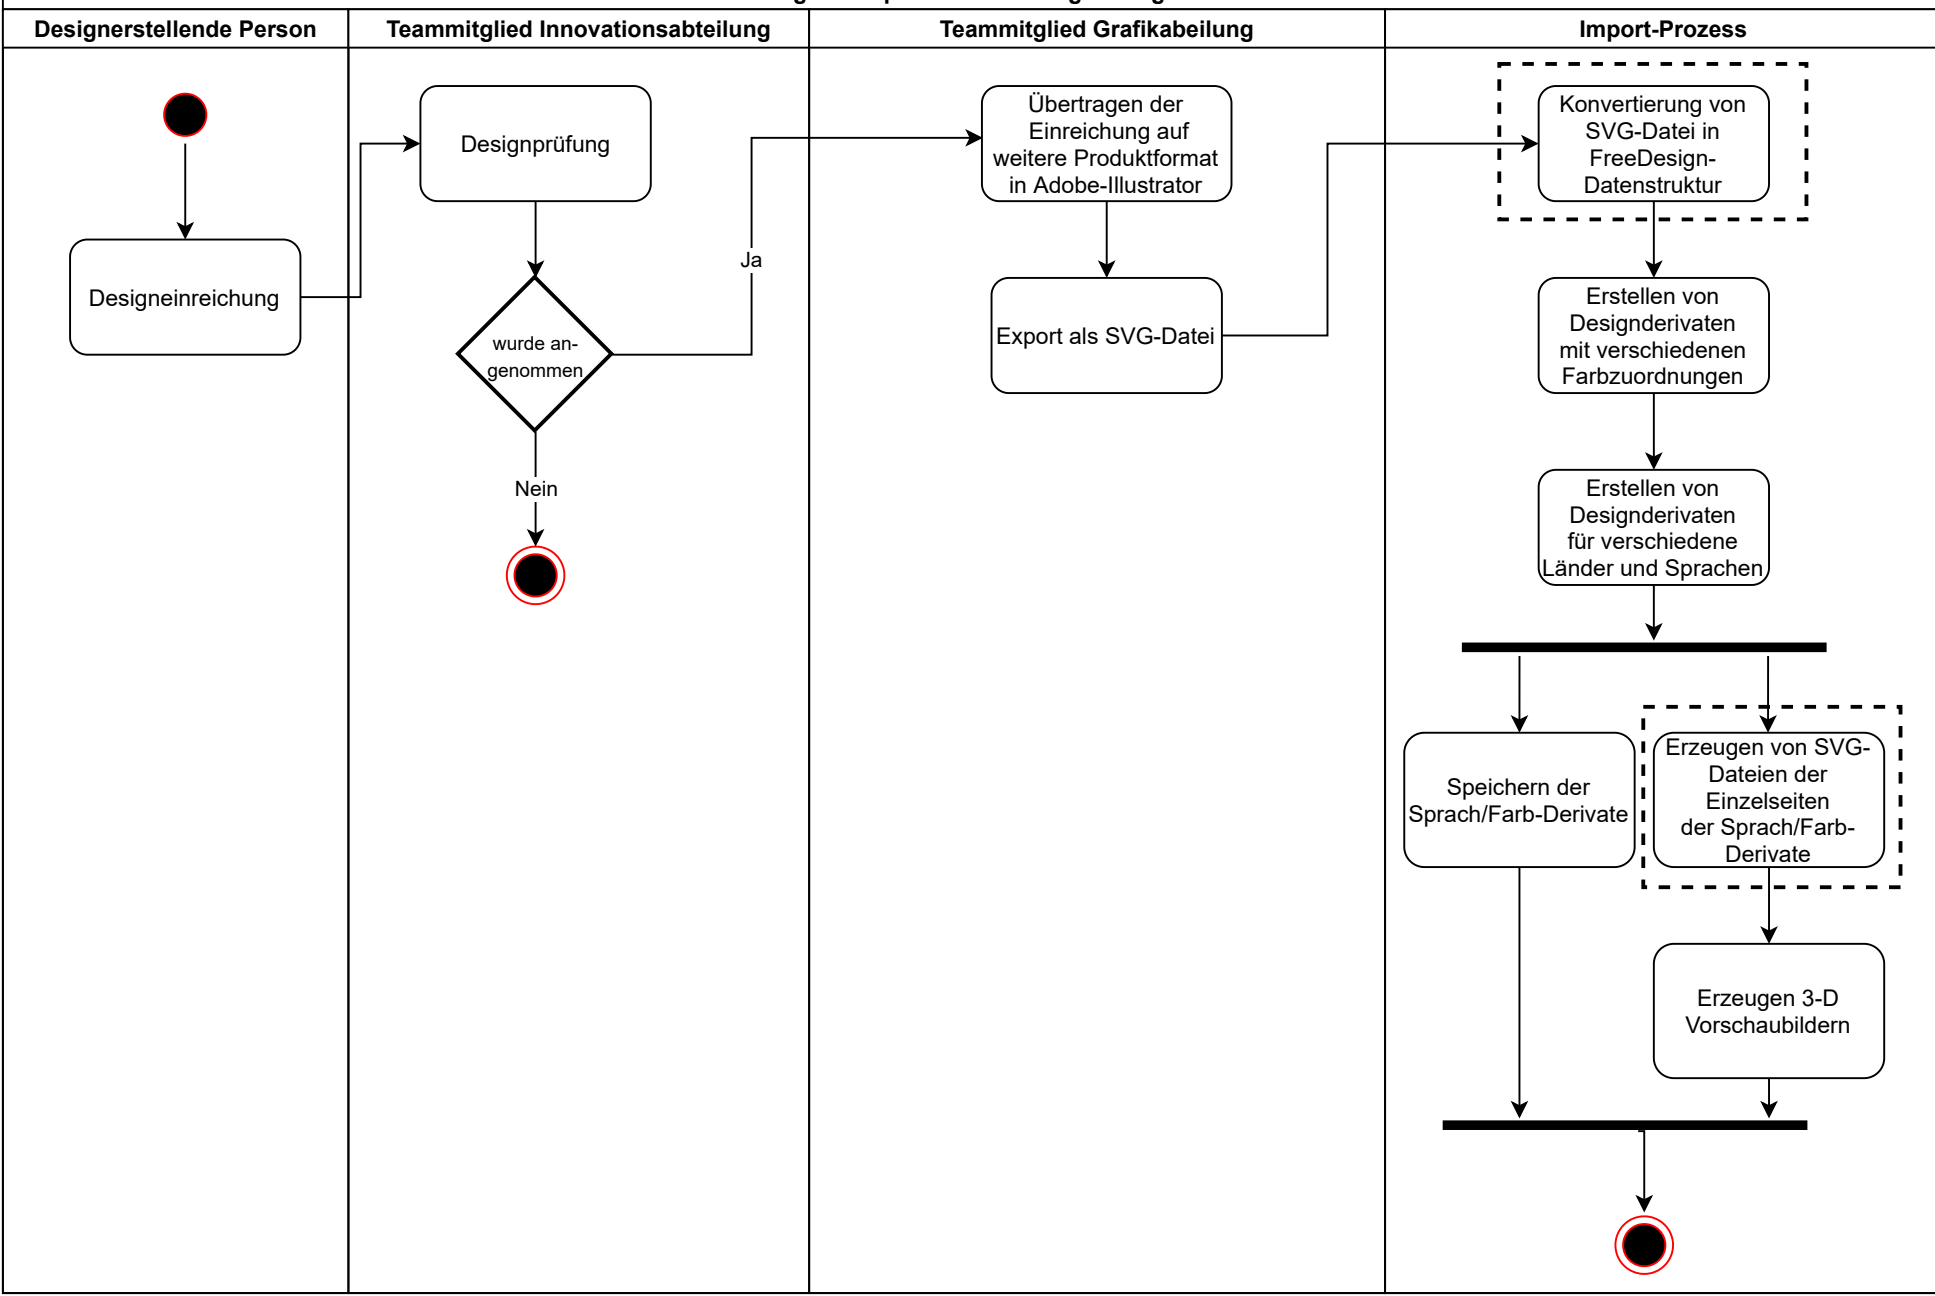 Designerstellende Person
Teammitglied Innovationsabteilung
Teammitglied Grafikabeilung
Import-Prozess
Designeinreichung
Designprüfung
wurde an-
genommen
Ja
Nein
Übertragen der
Einreichung auf
weitere Produktformat
in Adobe-Illustrator
Export als SVG-Datei
Konvertierung von
SVG-Datei in
FreeDesign-
Datenstruktur
Erstellen von
Designderivaten
mit verschiedenen
Farbzuordnungen
Erstellen von
Designderivaten
für verschiedene
Länder und Sprachen
Speichern der
Sprach/Farb-Derivate
Erzeugen von SVG-
Dateien der
Einzelseiten
der Sprach/Farb-
Derivate
Erzeugen 3-D
Vorschaubildern